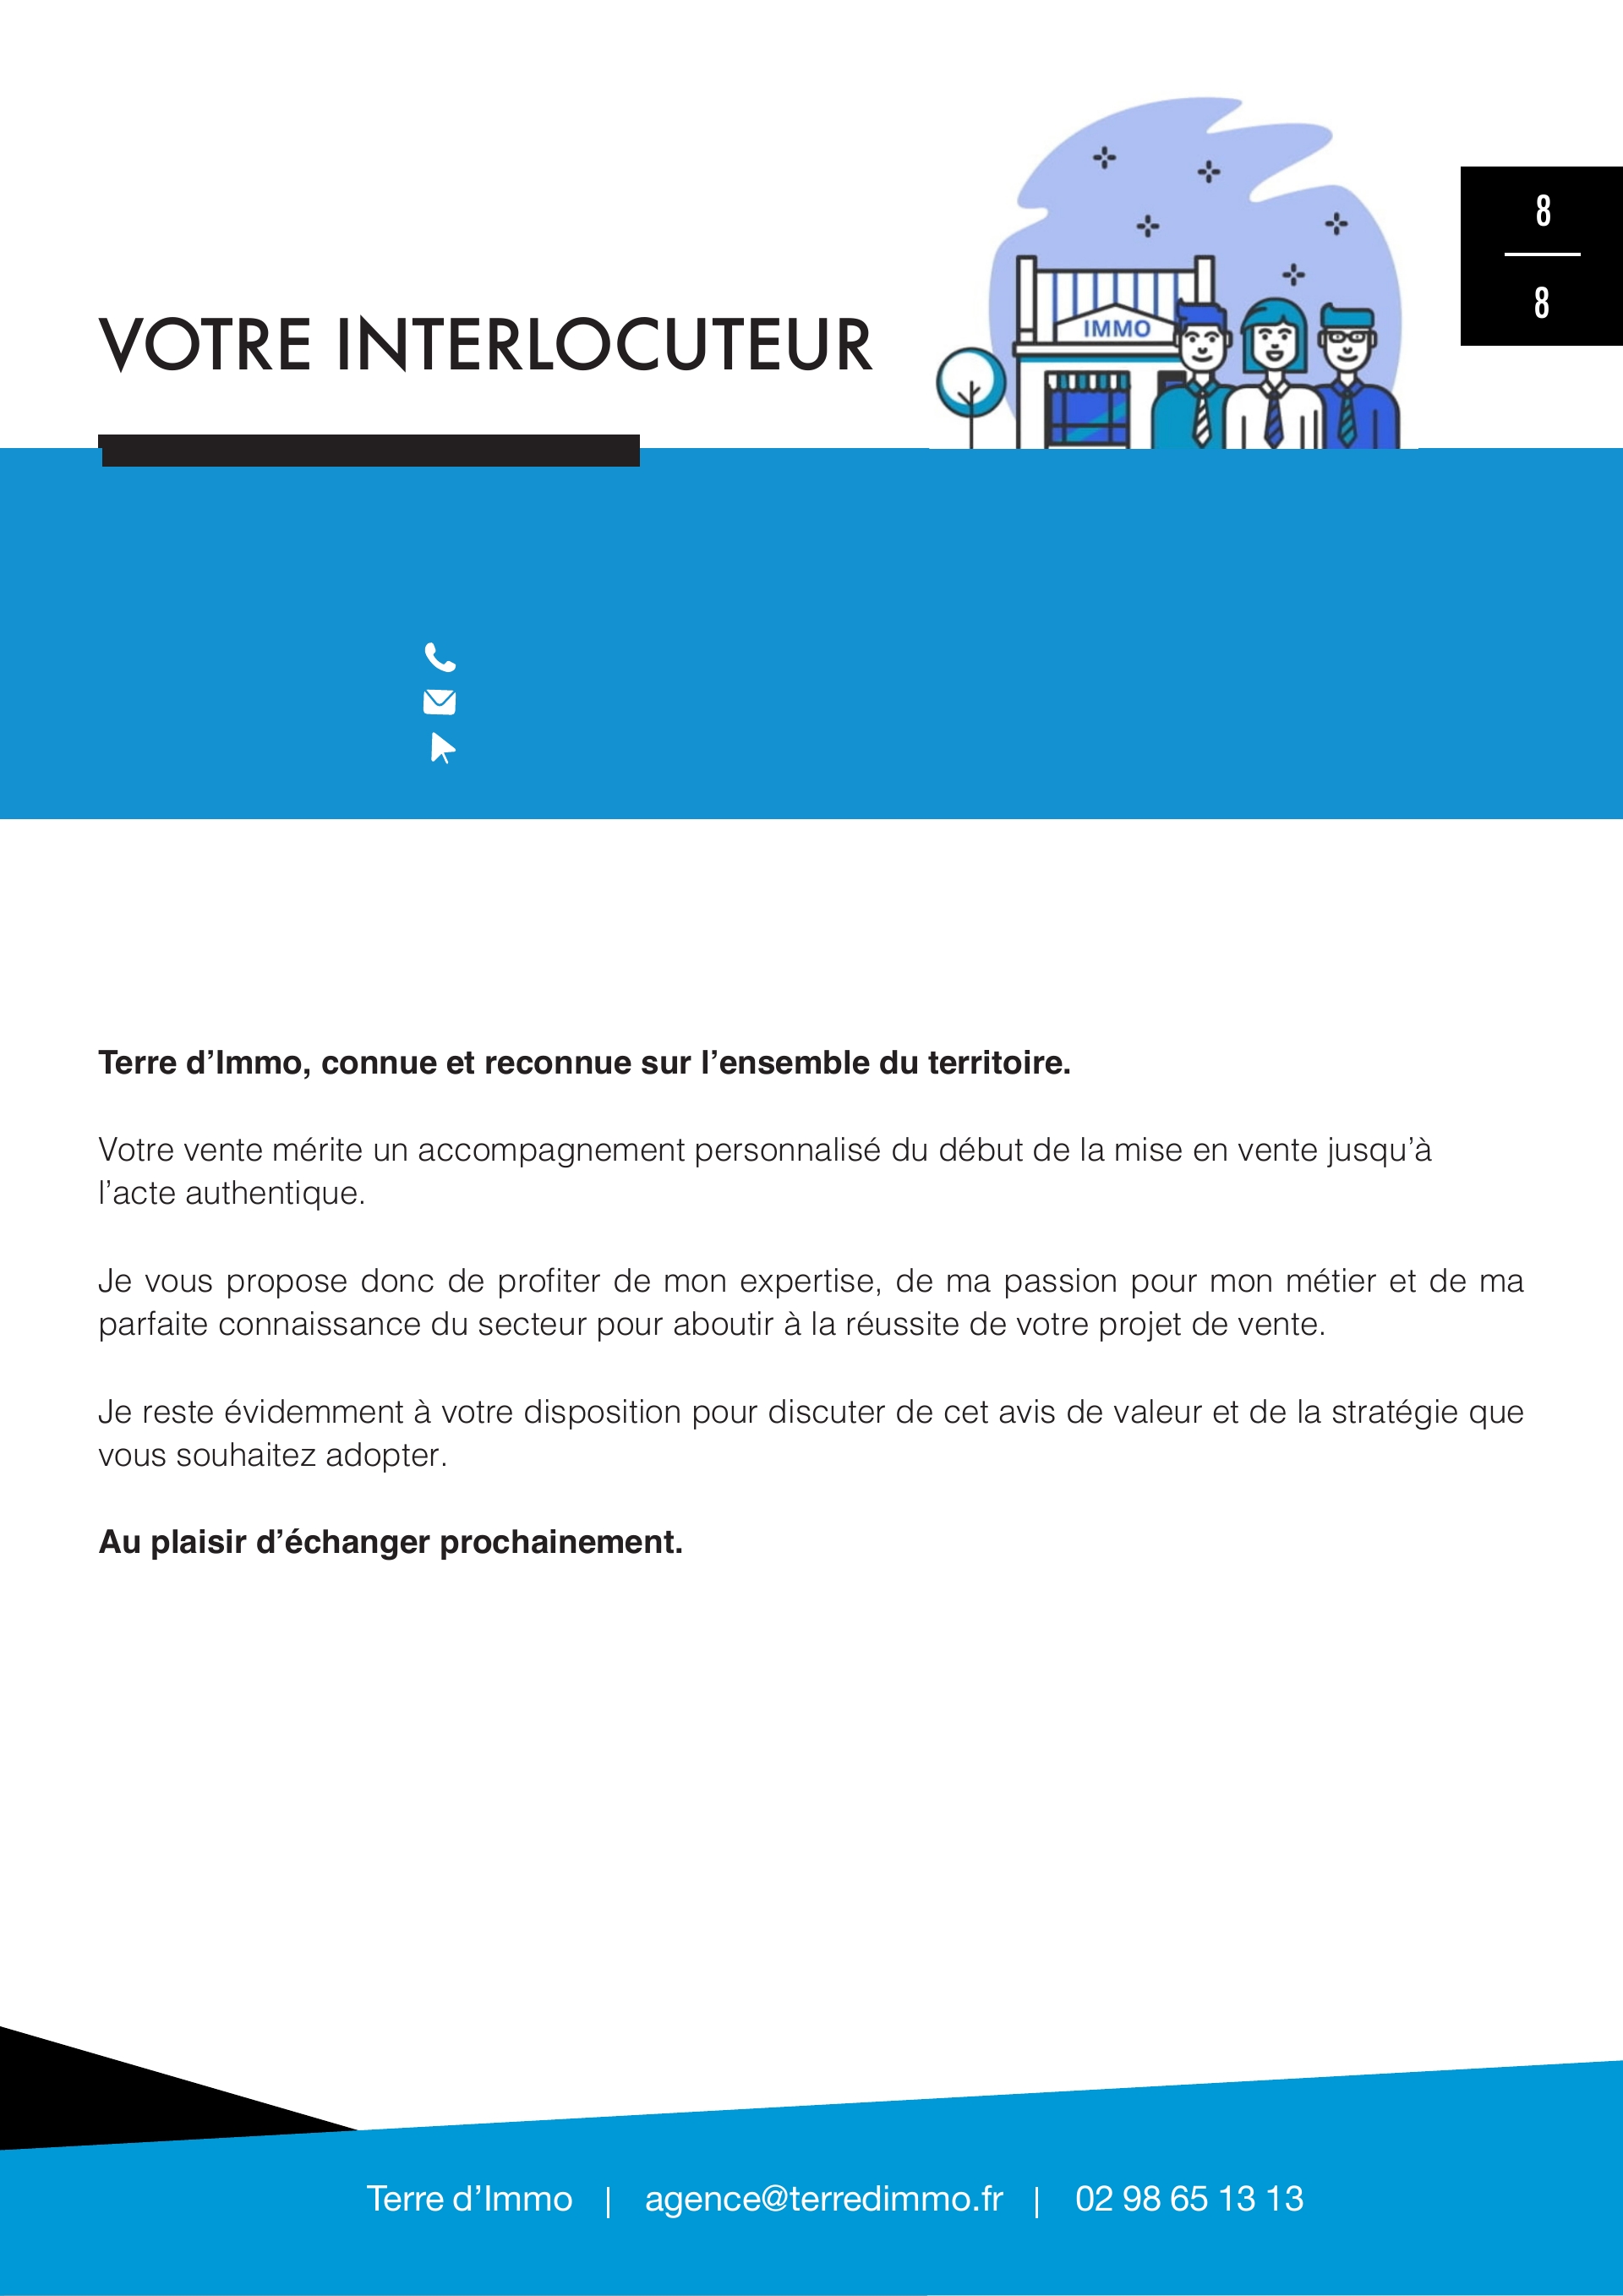 8
8
IMMO
VOTRE INTERLOCUTEUR
Terre d’Immo, connue et reconnue sur l’ensemble du territoire.
Votre vente mérite un accompagnement personnalisé du début de la mise en vente jusqu’à
l’acte authentique.
Je vous propose donc de profiter de mon expertise, de ma passion pour mon métier et de ma
parfaite connaissance du secteur pour aboutir à la réussite de votre projet de vente.
Je reste évidemment à votre disposition pour discuter de cet avis de valeur et de la stratégie que
vous souhaitez adopter.
Au plaisir d’échanger prochainement.
Terre d’Immo | agence@terredimmo.fr | 02 98 65 13 13